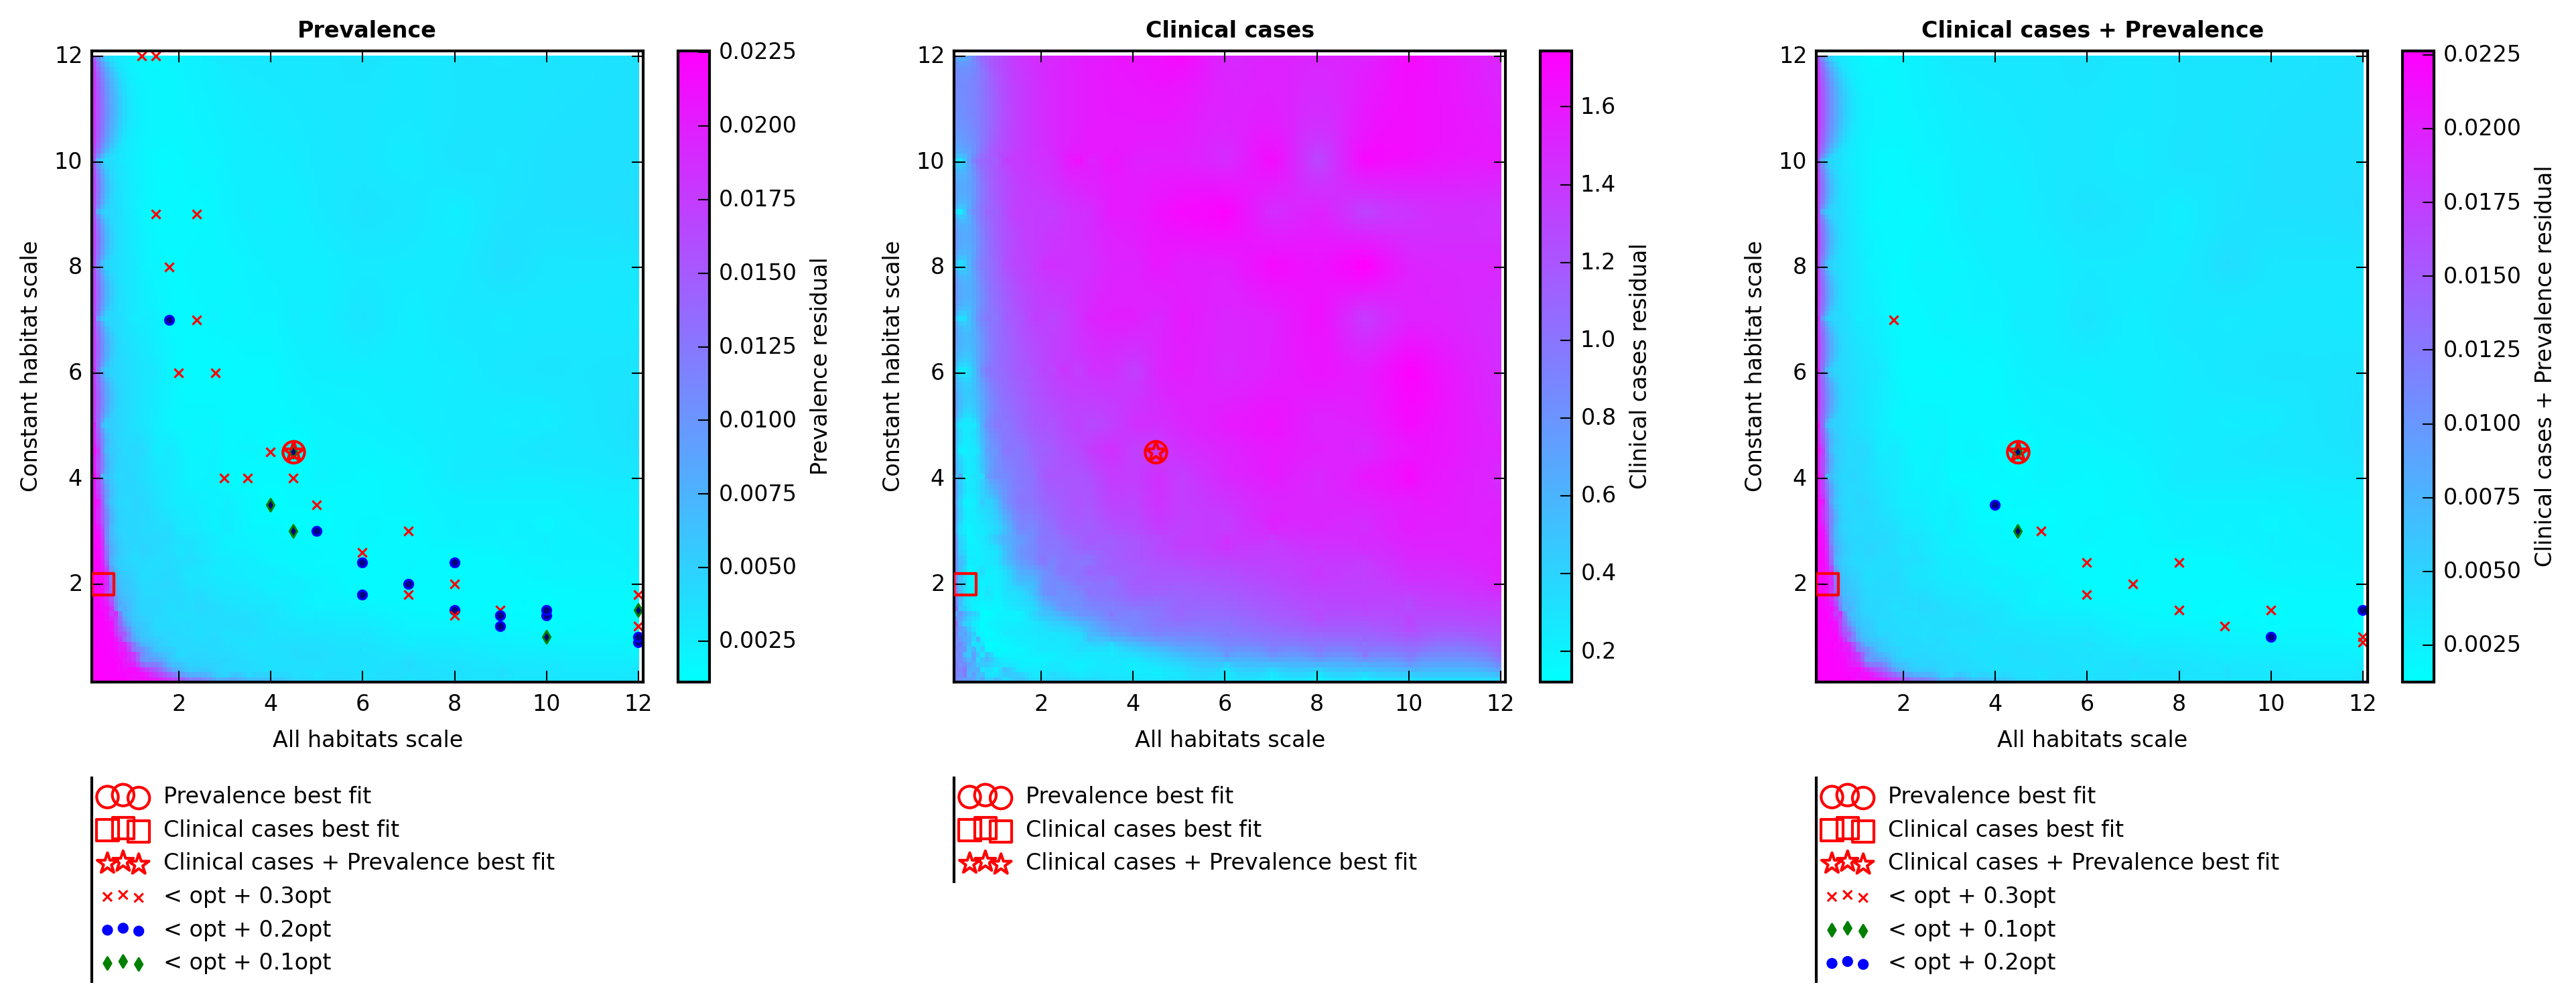 Prevalence
12
10
8
6
4
2
Constant habitat scale
2 4 6 8 10 12
All habitats scale
0.0225
0.0200
0.0175
0.0150
0.0125
0.0100
0.0075
0.0050
0.0025
Prevalence residual
Prevalence best fit
Clinical cases best fit
Clinical cases + Prevalence best fit
< opt + 0.3opt
< opt + 0.2opt
< opt + 0.1opt
Clinical cases
12
10
8
6
4
2
Constant habitat scale
2 4 6 8 10 12
All habitats scale
1.6
1.4
1.2
1.0
0.8
0.6
0.4
0.2
Clinical cases residual
Prevalence best fit
Clinical cases best fit
Clinical cases + Prevalence best fit
Clinical cases + Prevalence
12
10
8
6
4
2
Constant habitat scale
2 4 6 8 10 12
All habitats scale
0.0225
0.0200
0.0175
0.0150
0.0125
0.0100
0.0075
0.0050
0.0025
Clinical cases + Prevalence residual
Prevalence best fit
Clinical cases best fit
Clinical cases + Prevalence best fit
< opt + 0.3opt
< opt + 0.1opt
< opt + 0.2opt